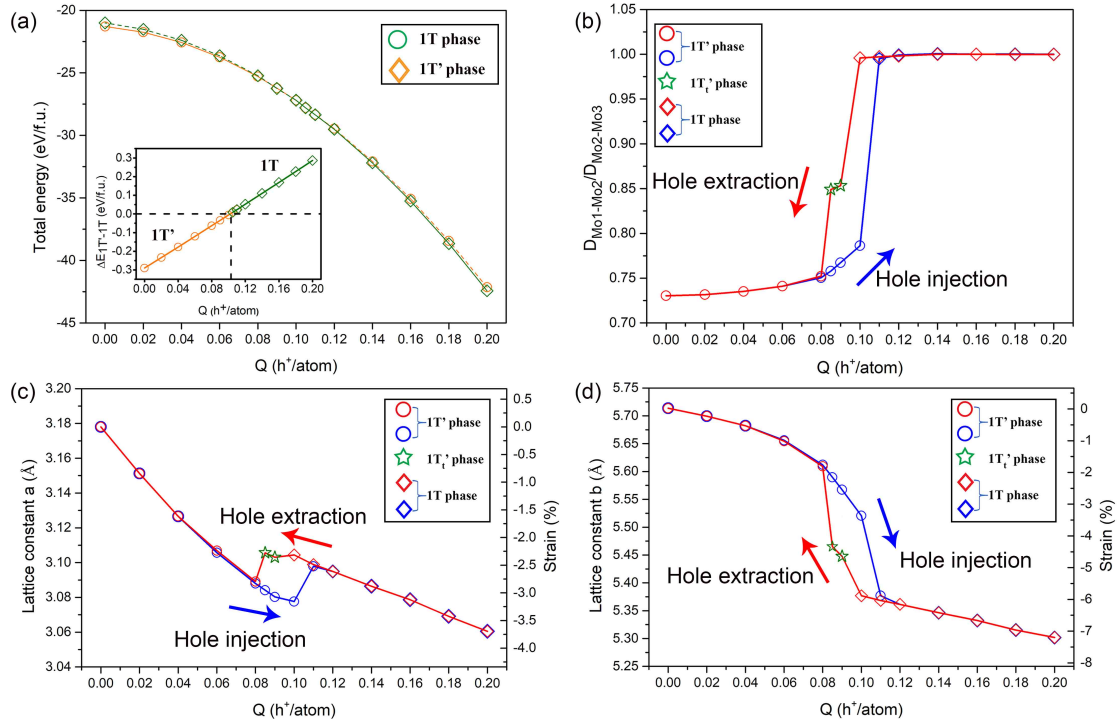 (a)
-20
-25
-30
-35
-40
-45
Total energy (eV/f.u.)
1T phase
1T' phase
0.3
0.2
0.1
0.0
-0.1
-0.2
-0.3
ΔE1T'-1T (eV/f.u.)
1T
1T'
0.00 0.04 0.08 0.12 0.16 0.20
Q (h⁺/atom)
0.00 0.02 0.04 0.06 0.08 0.10 0.12 0.14 0.16 0.18 0.20
Q (h⁺/atom)
(b)
1.00
0.95
0.90
0.85
0.80
0.75
0.70
DMo1-Mo2/DMo2-Mo3
1T' phase
1Tt' phase
1T phase
Hole extraction
Hole injection
0.00 0.02 0.04 0.06 0.08 0.10 0.12 0.14 0.16 0.18 0.20
Q (h⁺/atom)
(c)
3.20
3.18
3.16
3.14
3.12
3.10
3.08
3.06
3.04
Lattice constant a (Å)
1T' phase
1Tt' phase
1T phase
Hole extraction
Hole injection
0.5
0.0
-0.5
-1.0
-1.5
-2.0
-2.5
-3.0
-3.5
-4.0
Strain (%)
0.00 0.02 0.04 0.06 0.08 0.10 0.12 0.14 0.16 0.18 0.20
Q (h⁺/atom)
(d)
5.75
5.70
5.65
5.60
5.55
5.50
5.45
5.40
5.35
5.30
5.25
Lattice constant b (Å)
1T' phase
1Tt' phase
1T phase
Hole injection
Hole extraction
0
-1
-2
-3
-4
-5
-6
-7
-8
Strain (%)
0.00 0.02 0.04 0.06 0.08 0.10 0.12 0.14 0.16 0.18 0.20
Q (h⁺/atom)